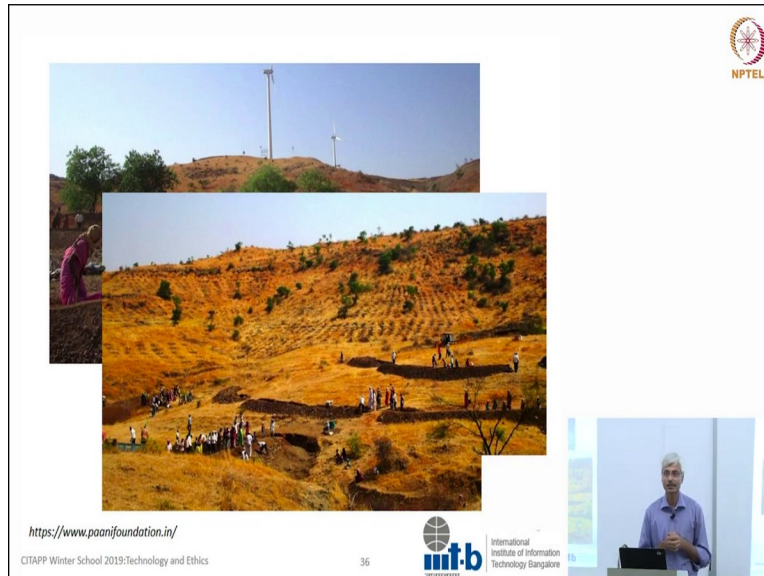 NPTEL
https://www.paanifoundation.in/
CITAPP Winter School 2019:Technology and Ethics
36
iiit-b
International
Institute of Information
Technology Bangalore